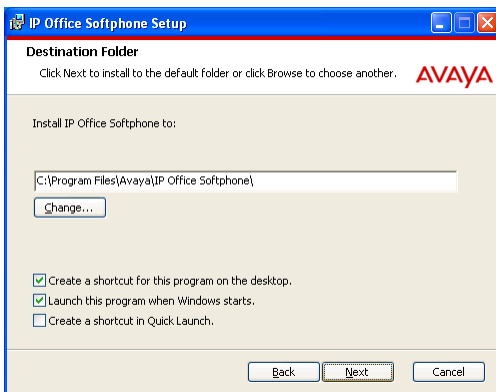 IP Office Softphone Setup
Destination Folder
Click Next to install to the default folder or click Browse to choose another.
AVAYA
Install IP Office Softphone to:
C:\Program Files\Avaya\IP Office Softphone\
Change...
Create a shortcut for this program on the desktop.
Launch this program when Windows starts.
Create a shortcut in Quick Launch.
Back Next Cancel